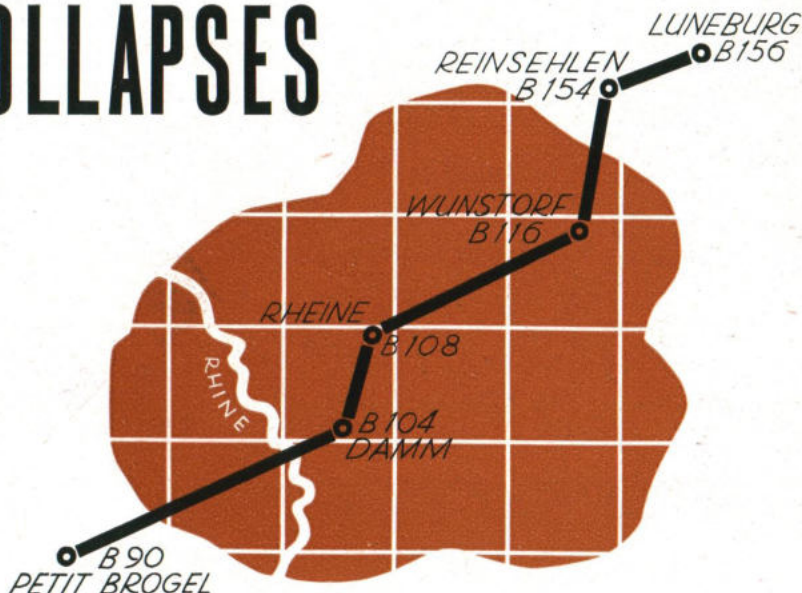 OLLAPSES
LUNEBURG
B156
REINSEHLEN
B154
WUNSTORF
B116
RHEINE
B108
RHINE
B104
DAMM
B90
PETIT BROGEL